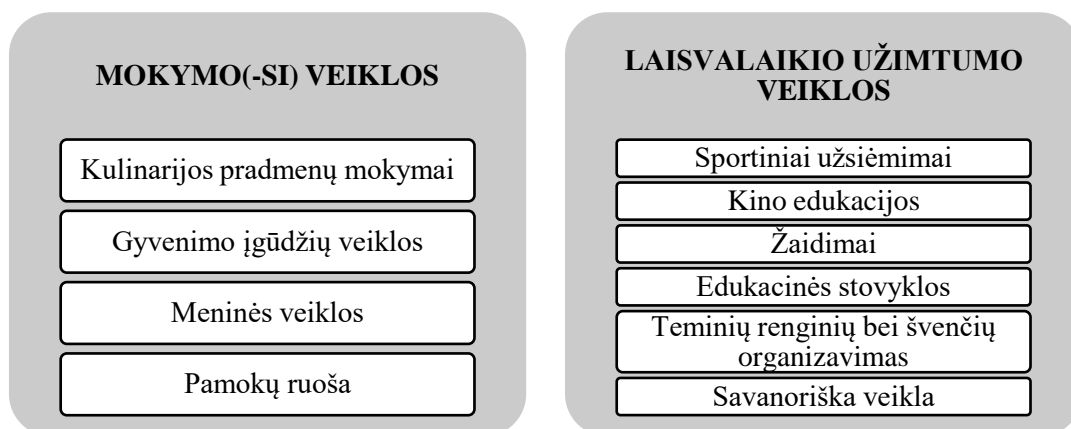 MOKYMO(-SI) VEIKLOS
Kulinarijos pradmenų mokymai
Gyvenimo įgūdžių veiklos
Meninės veiklos
Pamokų ruoša
LAISVALAIKIO UŽIMTUMO
VEIKLOS
Sportiniai užsiėmimai
Kino edukacijos
Žaidimai
Edukacinės stovyklos
Teminių renginių bei švenčių
organizavimas
Savanoriška veikla